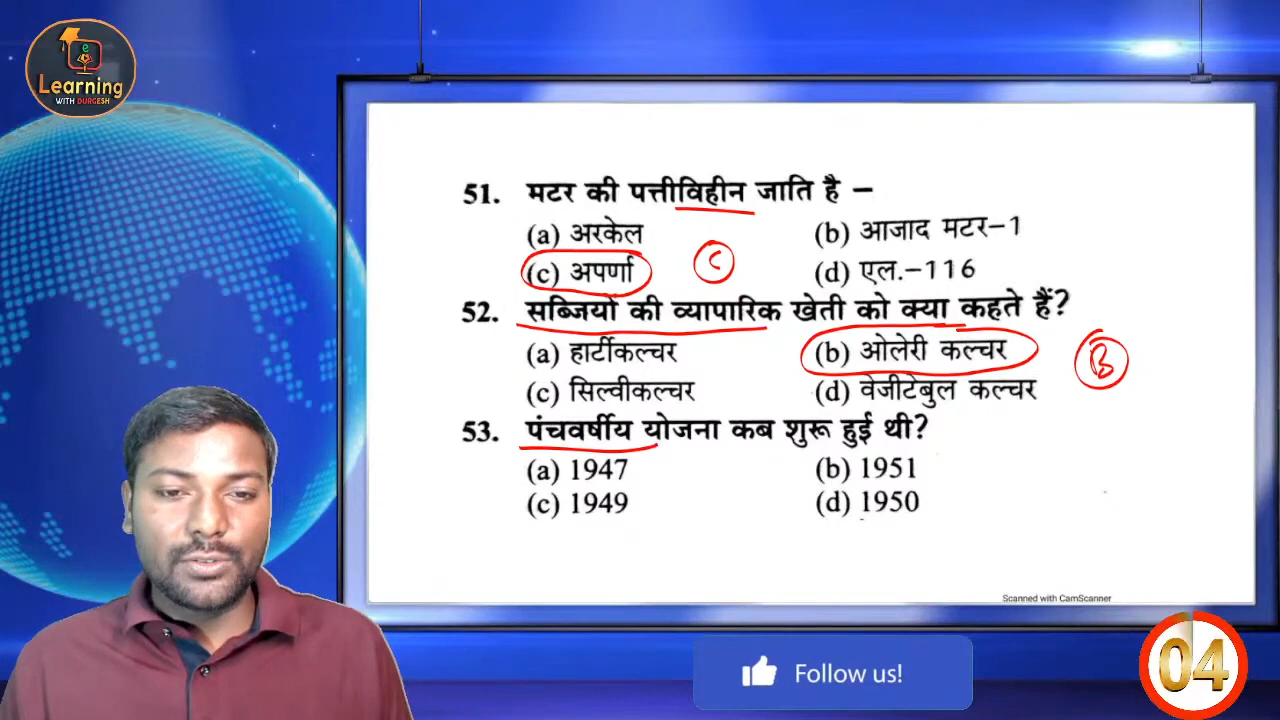 e
Learning
WITH DURGESH
51. मटर की पत्तीविहीन जाति है –
(a) अरकेल (b) आजाद मटर-1
(c) अपर्णा (d) एल.-116
C
52. सब्जियों की व्यापारिक खेती को क्या कहते हैं?
(a) हार्टीकल्चर (b) ओलेरी कल्चर
(c) सिल्वीकल्चर (d) वेजीटेबुल कल्चर
B
53. पंचवर्षीय योजना कब शुरू हुई थी?
(a) 1947 (b) 1951
(c) 1949 (d) 1950
Scanned with CamScanner
Follow us!
04